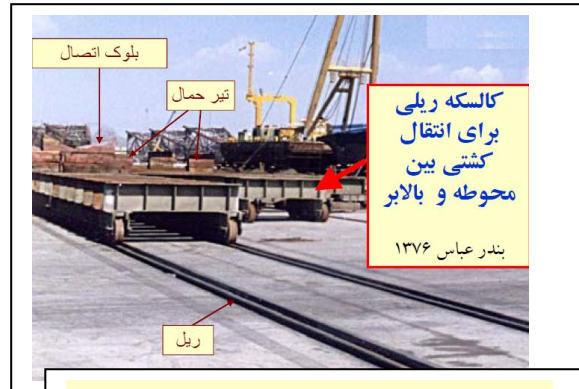 بلوک اتصال
تیر حمال
کالسکه ریلی
برای انتقال
کشتی بین
محوطه و بالابر
بندر عباس ۱۳۷۶
ریل